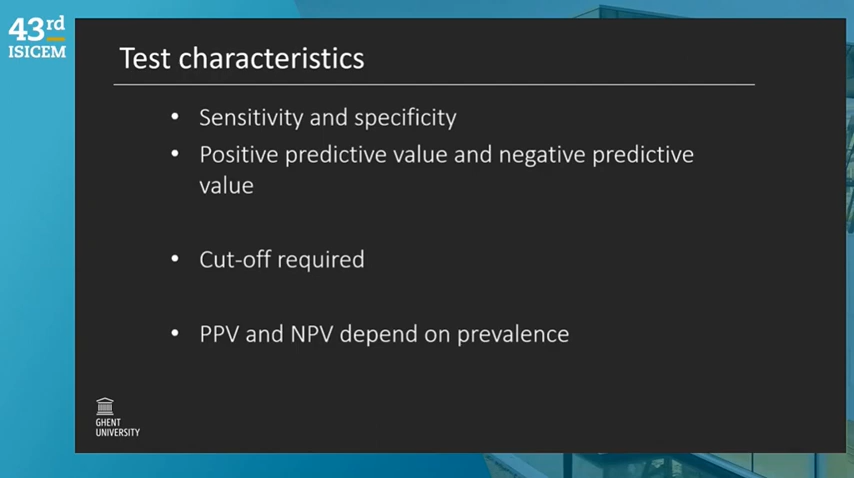 43rd
ISICEM
Test characteristics
• Sensitivity and specificity
• Positive predictive value and negative predictive
value
• Cut-off required
• PPV and NPV depend on prevalence
GHENT
UNIVERSITY